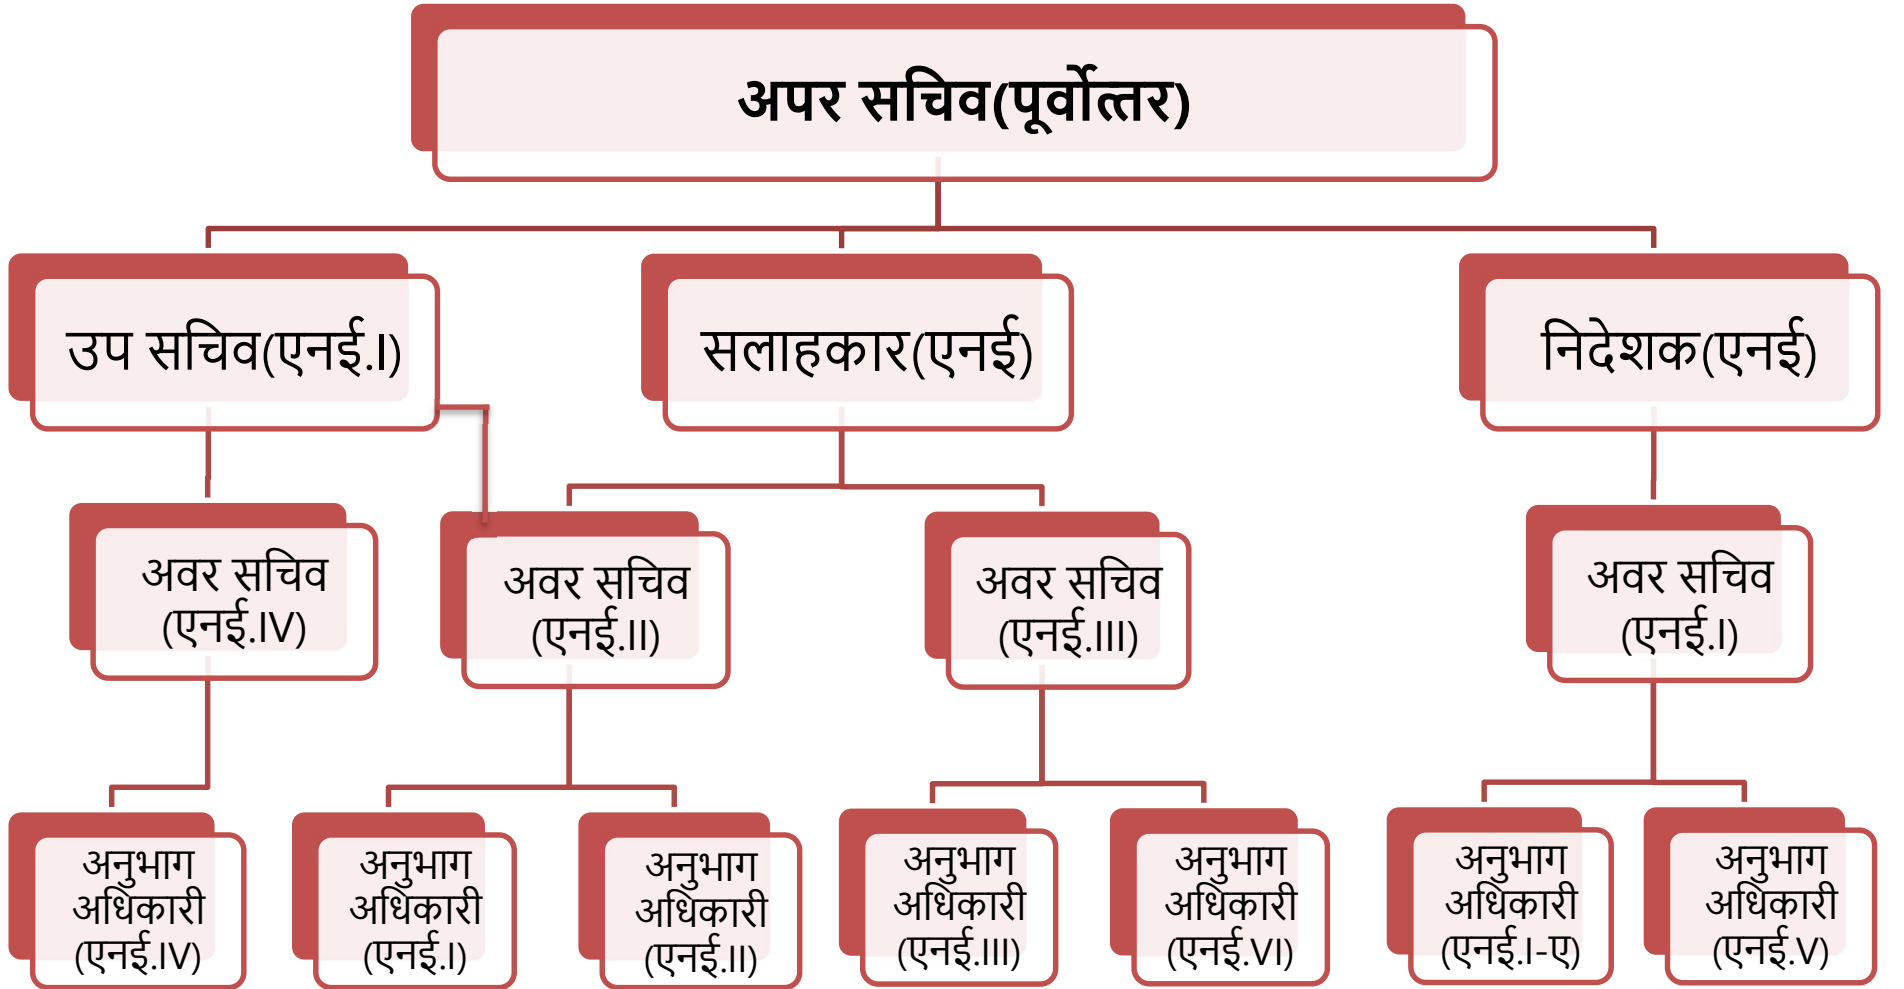 अपर सचिव(पूर्वोत्तर)
उप सचिव(एनई.I)
सलाहकार(एनई)
निदेशक(एनई)
अवर सचिव
(एनई.IV)
अवर सचिव
(एनई.II)
अवर सचिव
(एनई.III)
अवर सचिव
(एनई.I)
अनुभाग
अधिकारी
(एनई.IV)
अनुभाग
अधिकारी
(एनई.I)
अनुभाग
अधिकारी
(एनई.II)
अनुभाग
अधिकारी
(एनई.III)
अनुभाग
अधिकारी
(एनई.VI)
अनुभाग
अधिकारी
(एनई.I-ए)
अनुभाग
अधिकारी
(एनई.V)